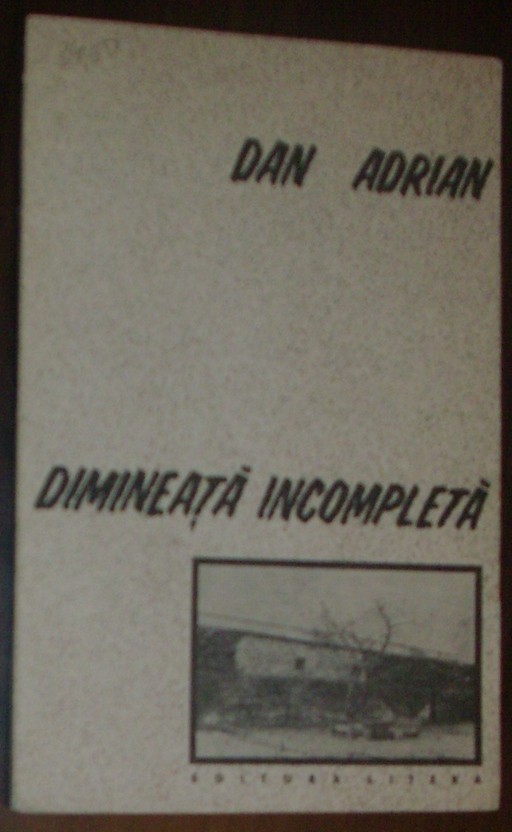 DAN ADRIAN
DIMINEAȚĂ INCOMPLETĂ
EDITURA LITERA